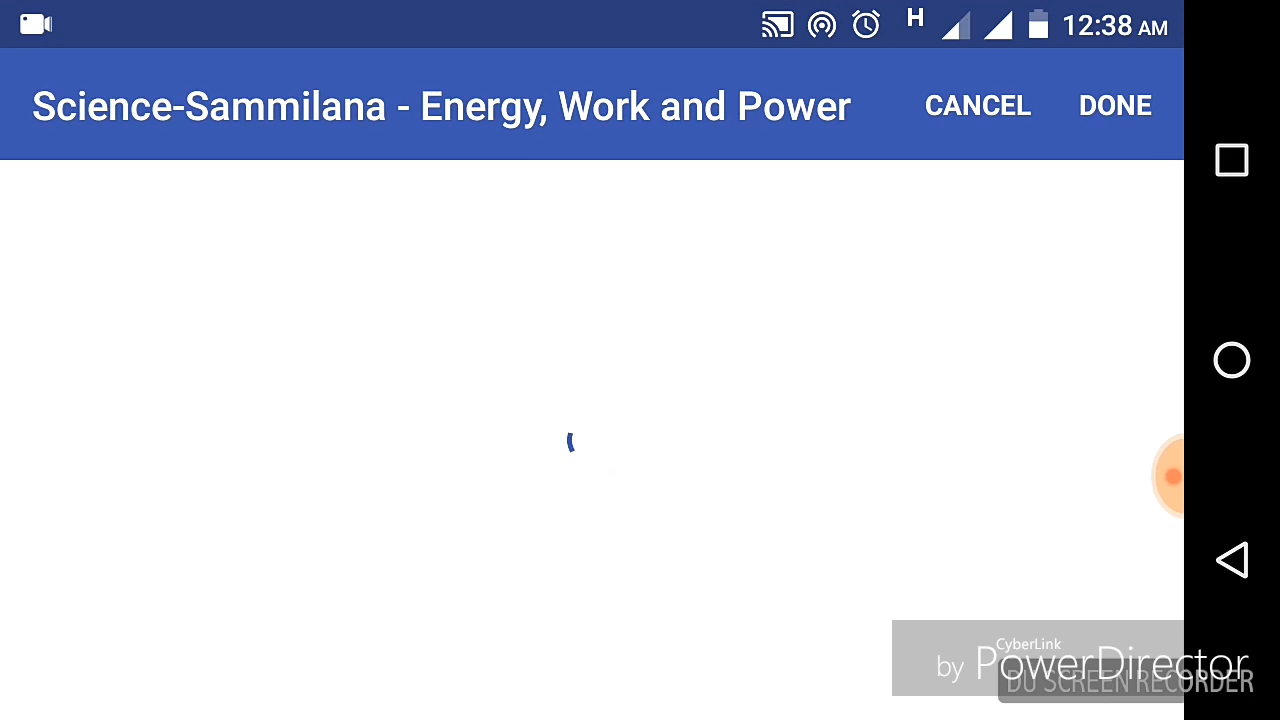 H 12:38 AM
Science-Sammilana - Energy, Work and Power CANCEL DONE
CyberLink
by PowerDirector
DU SCREEN RECORDER